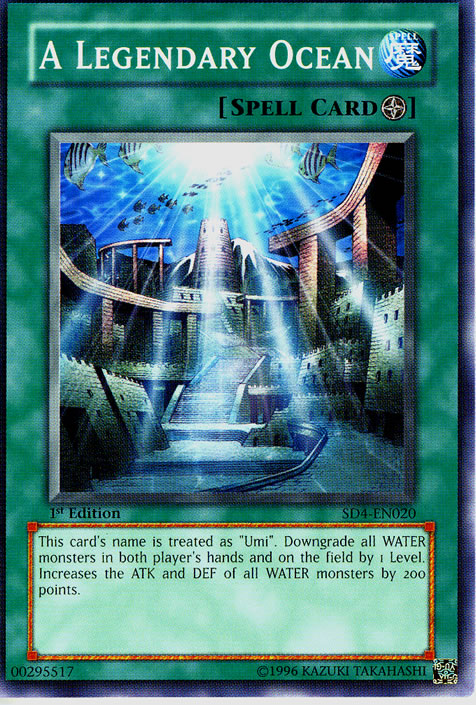 A LEGENDARY OCEAN
SPELL
魔
[SPELL CARD]
1st Edition
SD4-EN020
This card's name is treated as "Umi". Downgrade all WATER
monsters in both player's hands and on the field by 1 Level.
Increases the ATK and DEF of all WATER monsters by 200
points.
00295517
©1996 KAZUKI TAKAHASHI